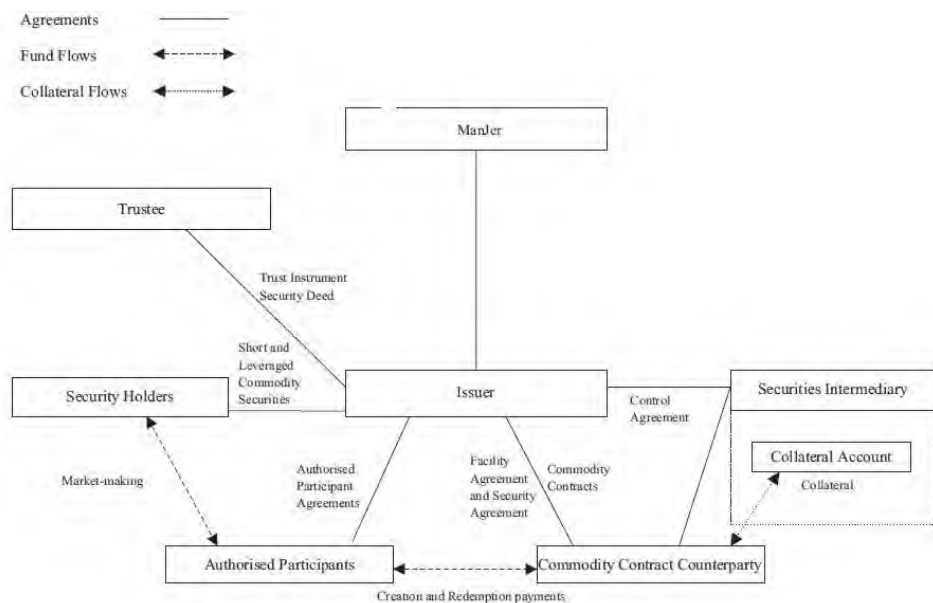 Agreements
Fund Flows
Collateral Flows
ManJer
Trustee
Trust Instrument
Security Deed
Short and
Leveraged
Commodity
Securities
Security Holders
Issuer
Securities Intermediary
Control
Agreement
Collateral Account
Collateral
Market-making
Authorised
Participant
Agreements
Facility
Agreement
and Security
Agreement
Commodity
Contracts
Authorised Participants
Commodity Contract Counterparty
Creation and Redemption payments